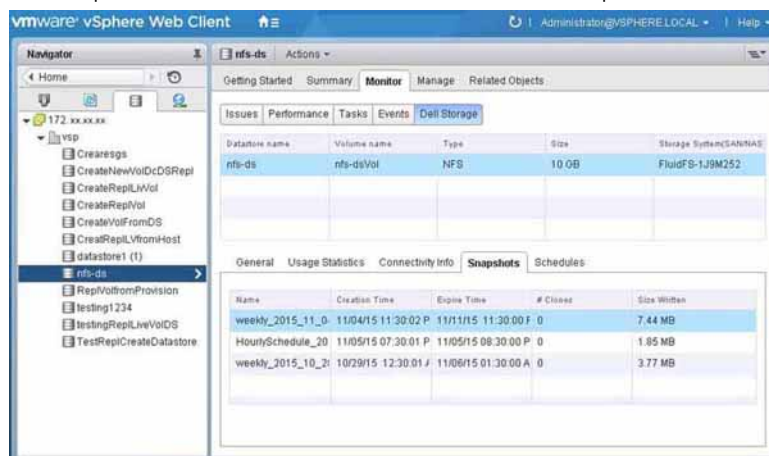 vmware® vSphere Web Client
Administrator@VSPHERE.LOCAL
Help
Navigator
Home
172. xx.xx.xx
vsp
Crearesgs
CreateNewVolDcDSRepl
CreateReplLivVol
CreateReplVol
CreateVolFromDS
CreatReplLVfromHost
datastore1 (1)
nfs-ds
ReplVolfromProvision
testing1234
testingReplLiveVolDS
TestReplCreateDatastore
nfs-ds Actions
Getting Started Summary Monitor Manage Related Objects
Issues Performance Tasks Events Dell Storage
Datastore name Volume name Type Size Storage System(SAN/NAS
nfs-ds nfs-dsVol NFS 10 GB FluidFS-1J9M252
General Usage Statistics Connectivity Info Snapshots Schedules
Name Creation Time Expire Time # Clones Size Written
weekly_2015_11_0 11/04/15 11:30:02 P 11/11/15 11:30:00 F 0 7.44 MB
HourlySchedule_20 11/05/15 07:30:01 P 11/05/15 08:30:00 P 0 1.85 MB
weekly_2015_10_2 10/29/15 12:30:01 11/06/15 01:30:00 A 0 3.77 MB